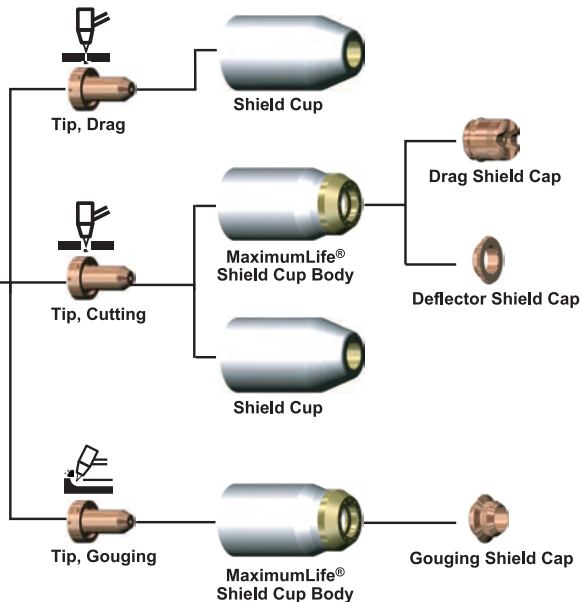 Shield Cup
Tip, Drag
Drag Shield Cap
MaximumLife®
Shield Cup Body
Deflector Shield Cap
Tip, Cutting
Shield Cup
Tip, Gouging
Gouging Shield Cap
MaximumLife®
Shield Cup Body